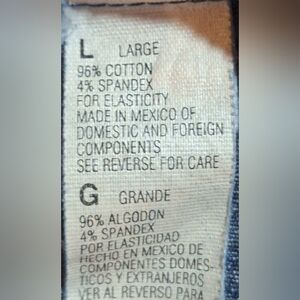 L LARGE
96% COTTON
4% SPANDEX
FOR ELASTICITY
MADE IN MEXICO OF
DOMESTIC AND FOREIGN
COMPONENTS
SEE REVERSE FOR CARE
G GRANDE
96% ALGODON
4% SPANDEX
POR ELASTICIDAD
HECHO EN MEXICO DE
COMPONENTES DOMES-
TICOS Y EXTRANJEROS
VER AL REVERSO PARA